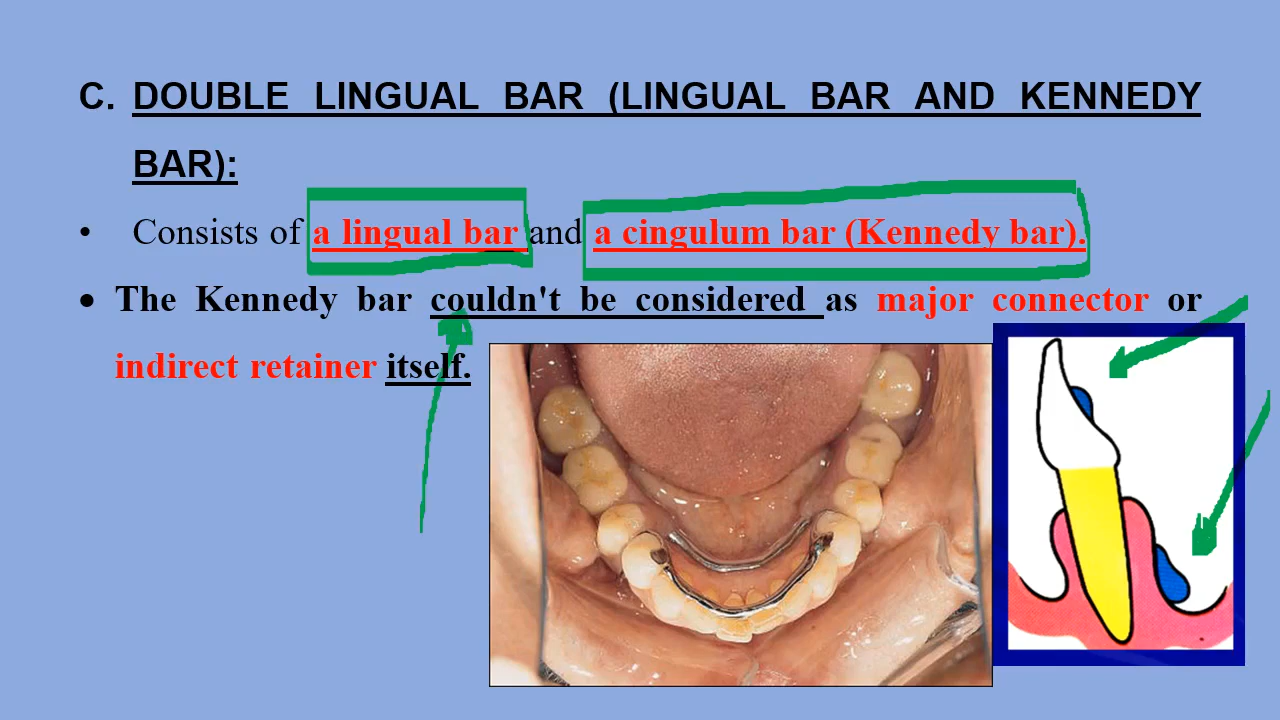 C. DOUBLE LINGUAL BAR (LINGUAL BAR AND KENNEDY
BAR):
• Consists of a lingual bar and a cingulum bar (Kennedy bar).
• The Kennedy bar couldn't be considered as major connector or
indirect retainer itself.